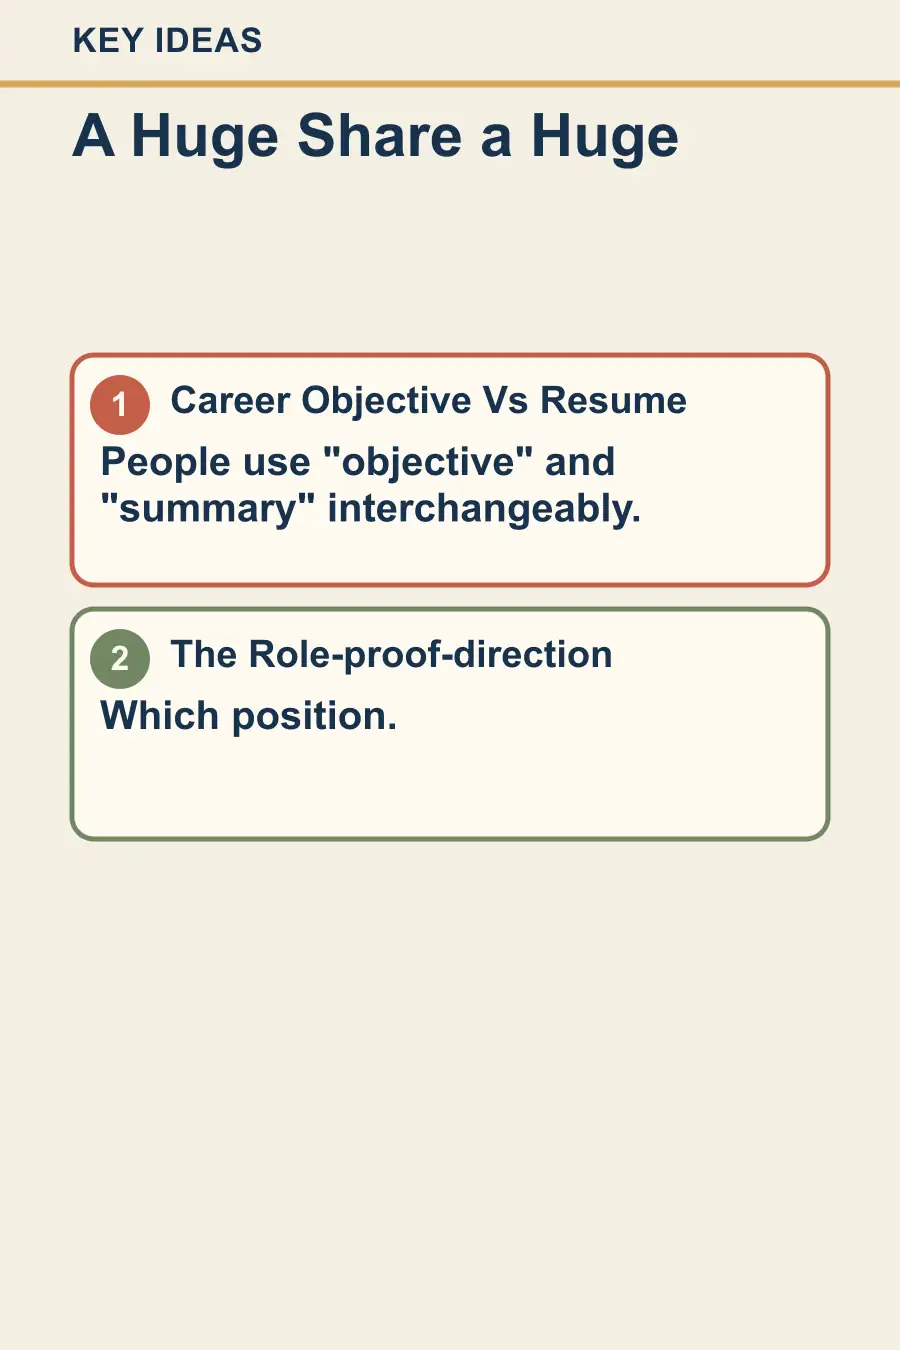 KEY IDEAS
A Huge Share a Huge
1 Career Objective Vs Resume
People use "objective" and
"summary" interchangeably.
2 The Role-proof-direction
Which position.